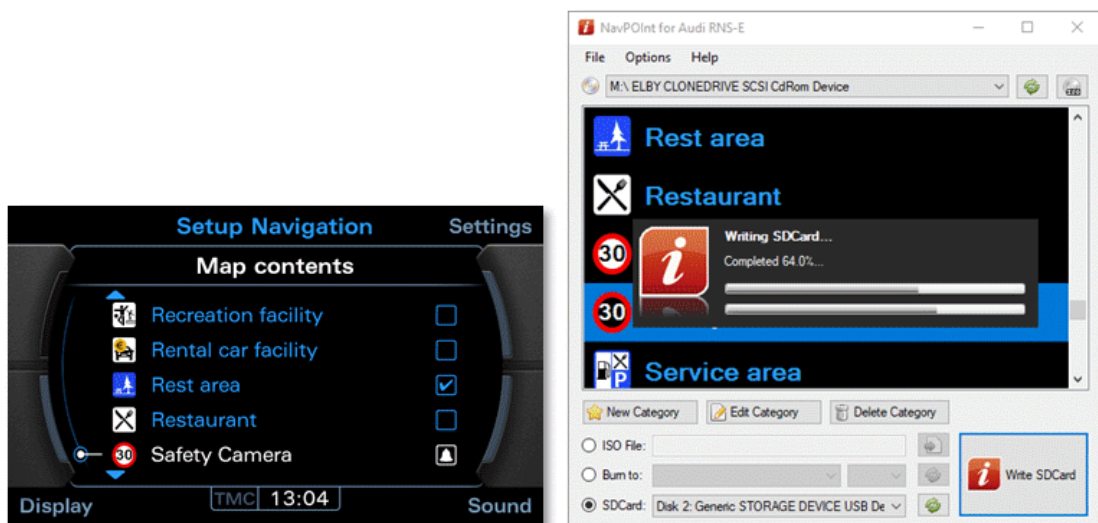 Setup Navigation
Settings
Map contents
Recreation facility
Rental car facility
Rest area
Restaurant
30 Safety Camera
Display
TMC 13:04
Sound
NavPOInt for Audi RNS-E
File Options Help
M:\ ELBY CLONEDRIVE SCSI CdRom Device
Rest area
Restaurant
30
Writing SDCard...
Completed 64.0%...
30
P
Service area
New Category
Edit Category
Delete Category
ISO File:
Burn to:
SDCard: Disk 2: Generic STORAGE DEVICE USB De
Write SDCard